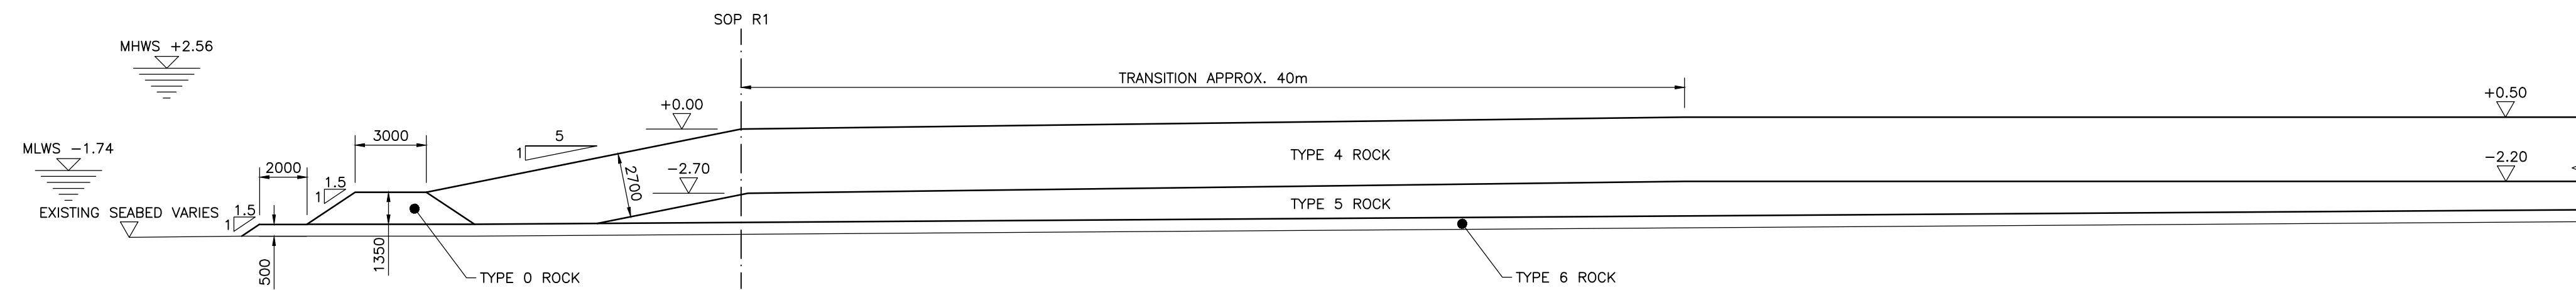 SOP R1
MHWS +2.56
TRANSITION APPROX. 40m
+0.00
+0.50
3000
5
1
MLWS -1.74
TYPE 4 ROCK
-2.20
2000
-2.70
2700
1.5
1
TYPE 5 ROCK
EXISTING SEABED VARIES
1.5
1
1350
500
TYPE 0 ROCK
TYPE 6 ROCK